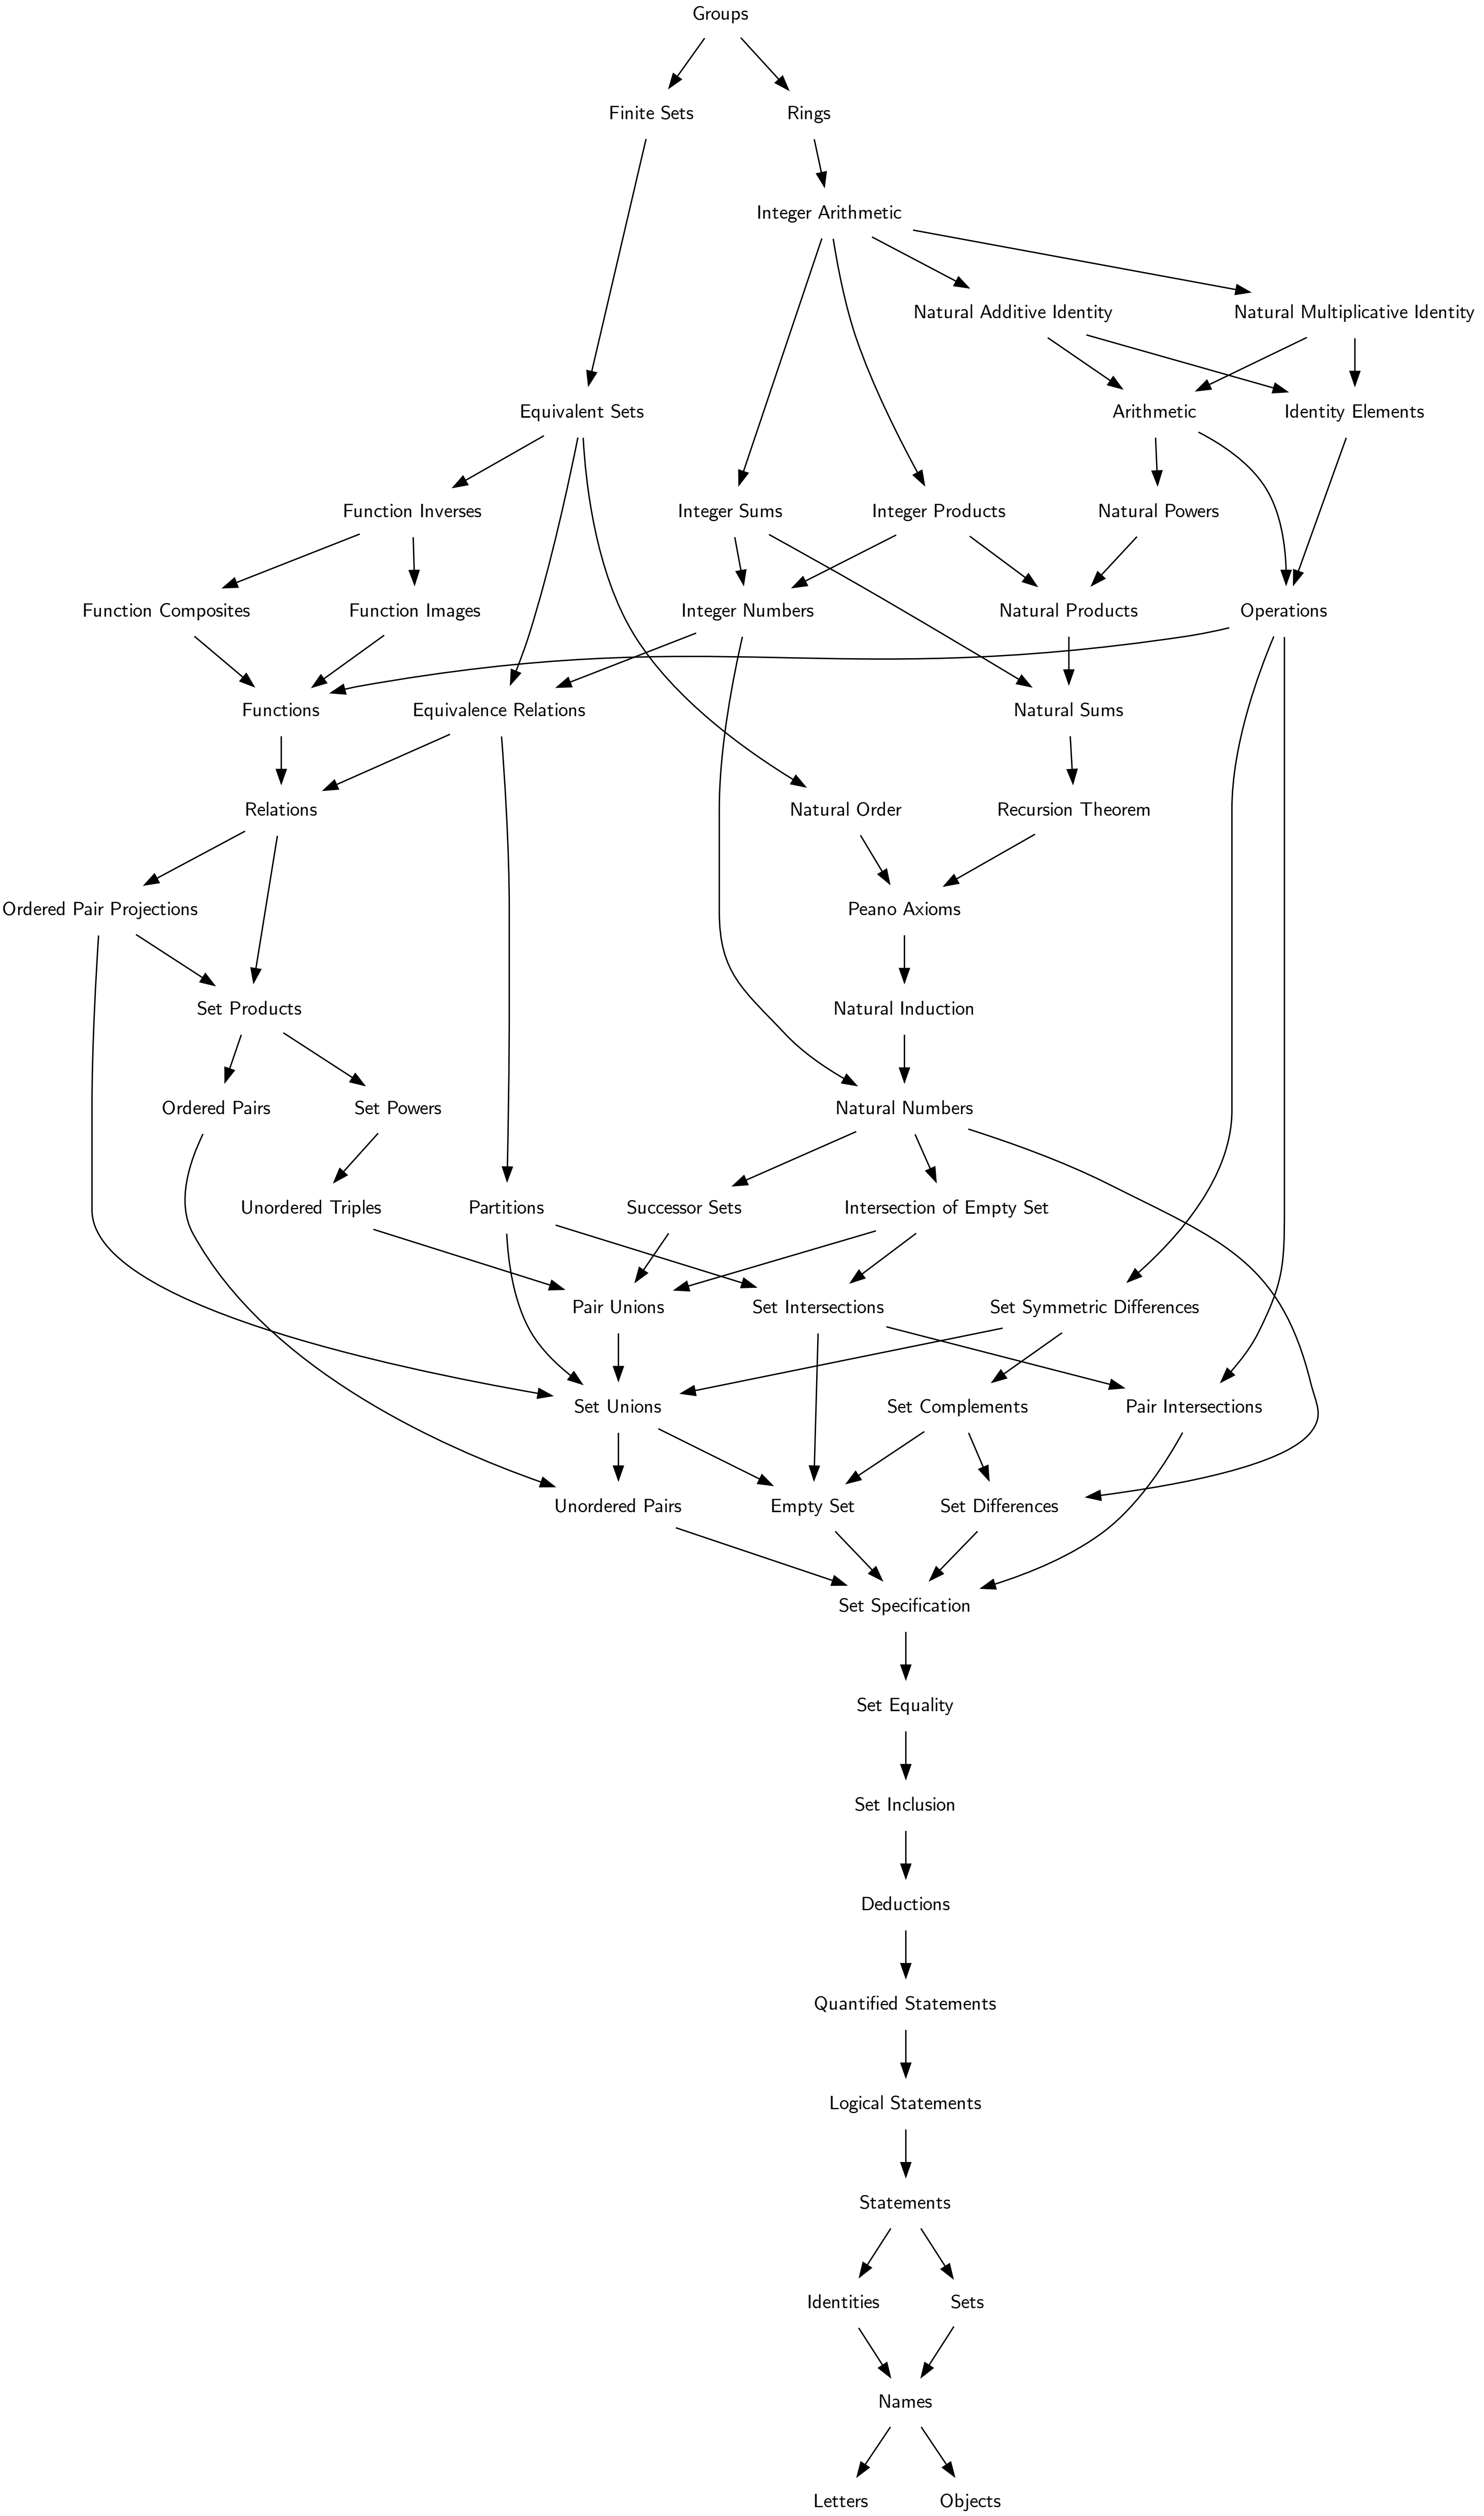 Groups
Finite Sets
Rings
Integer Arithmetic
Natural Additive Identity
Natural Multiplicative Identity
Equivalent Sets
Arithmetic
Identity Elements
Function Inverses
Integer Sums
Integer Products
Natural Powers
Function Composites
Function Images
Integer Numbers
Natural Products
Operations
Functions
Equivalence Relations
Natural Sums
Relations
Natural Order
Recursion Theorem
Ordered Pair Projections
Peano Axioms
Set Products
Natural Induction
Ordered Pairs
Set Powers
Natural Numbers
Unordered Triples
Partitions
Successor Sets
Intersection of Empty Set
Pair Unions
Set Intersections
Set Symmetric Differences
Set Unions
Set Complements
Pair Intersections
Unordered Pairs
Empty Set
Set Differences
Set Specification
Set Equality
Set Inclusion
Deductions
Quantified Statements
Logical Statements
Statements
Identities
Sets
Names
Letters
Objects